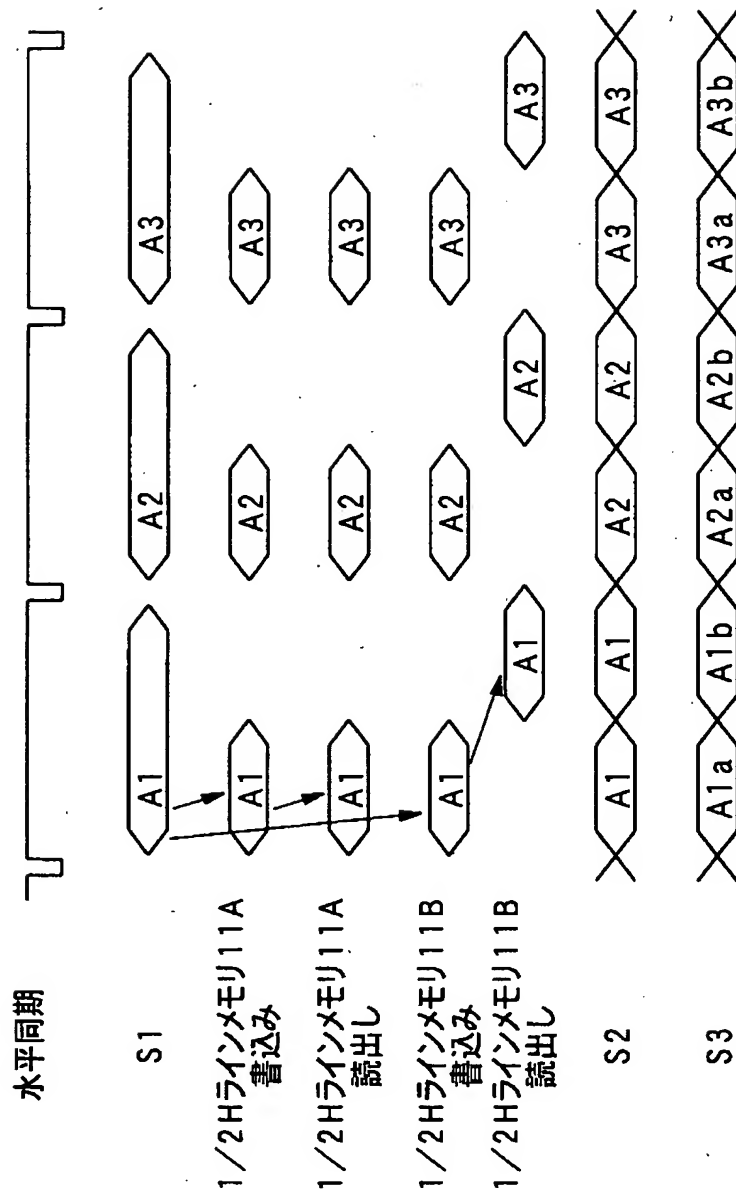 水平同期
S1
A1
A2
A3
1/2Hラインメモリ11A
書込み
A1
A2
A3
1/2Hラインメモリ11A
読出し
A1
A2
A3
1/2Hラインメモリ11B
書込み
A1
A2
A3
1/2Hラインメモリ11B
読出し
A1
A2
A3
S2
A1
A1
A2
A2
A3
A3
S3
A1a
A1b
A2a
A2b
A3a
A3b